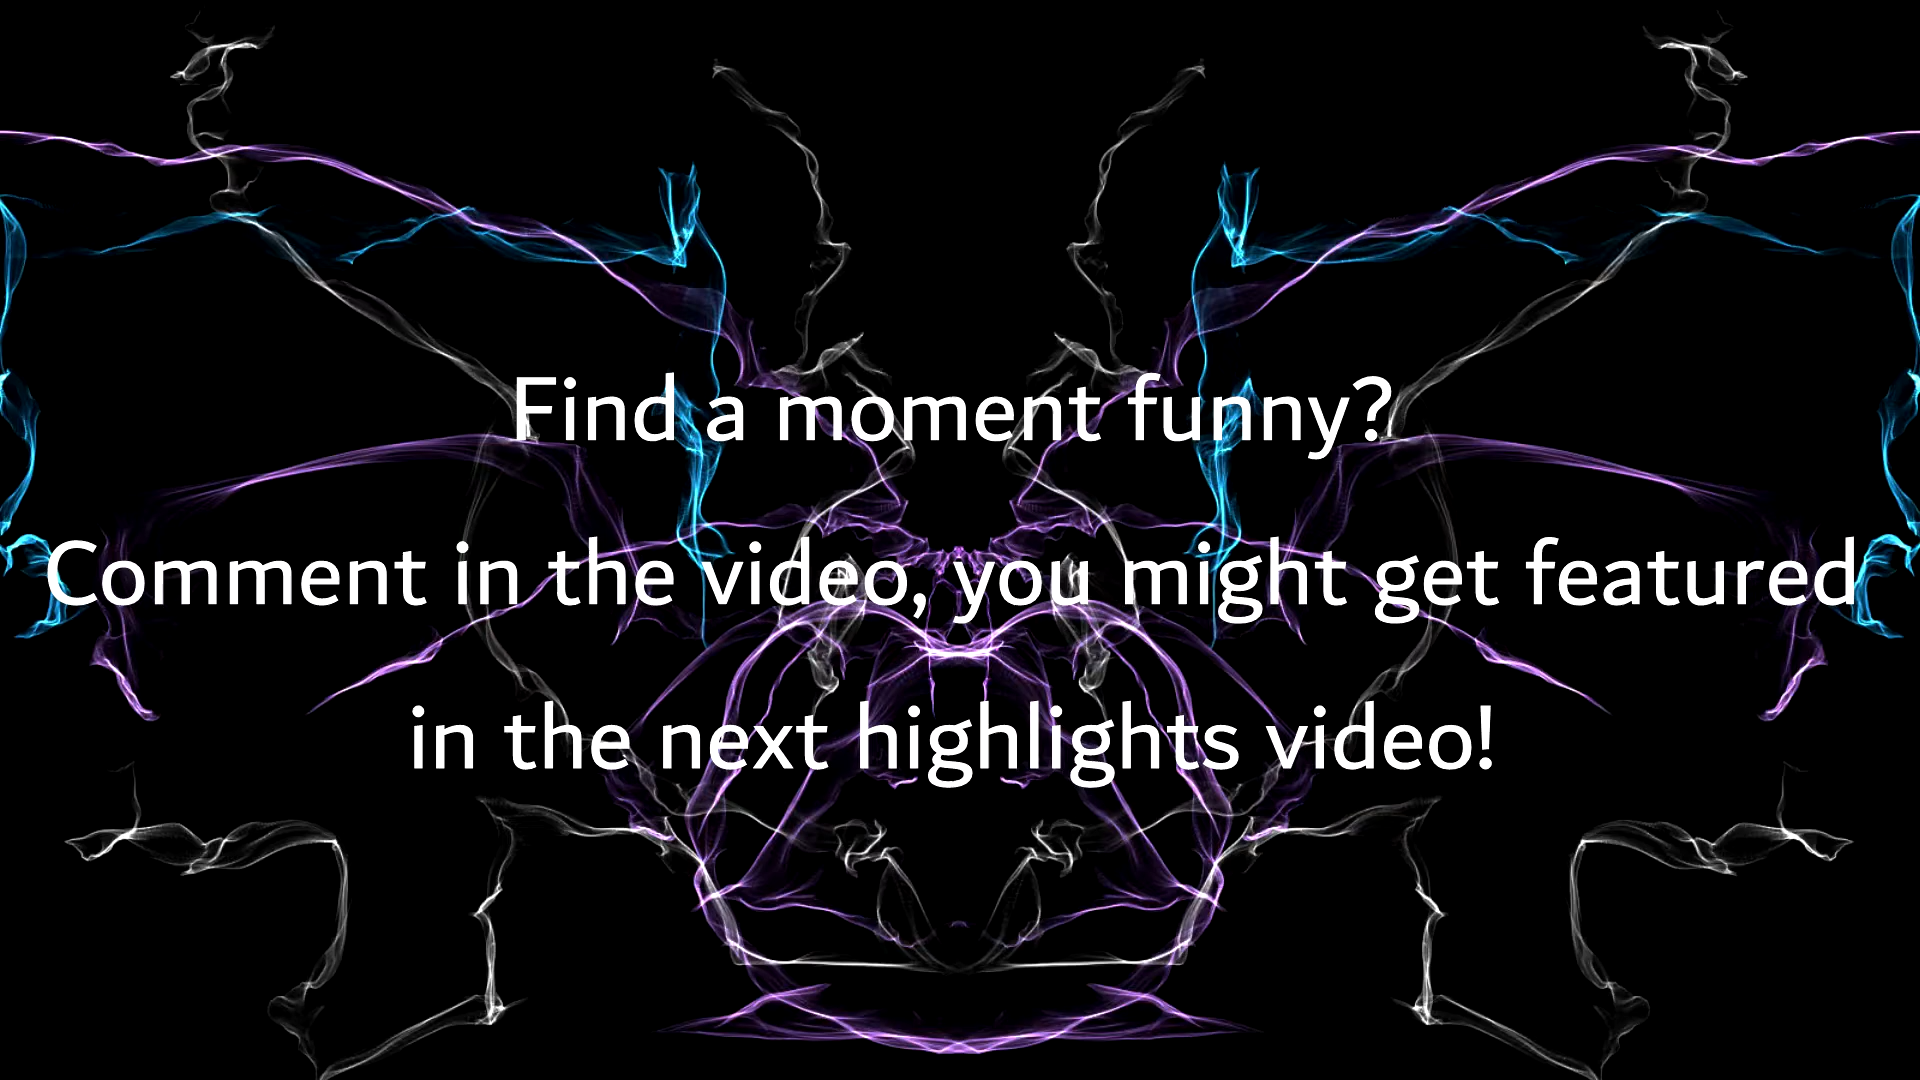 Find a moment funny?
Comment in the video, you might get featured
in the next highlights video!